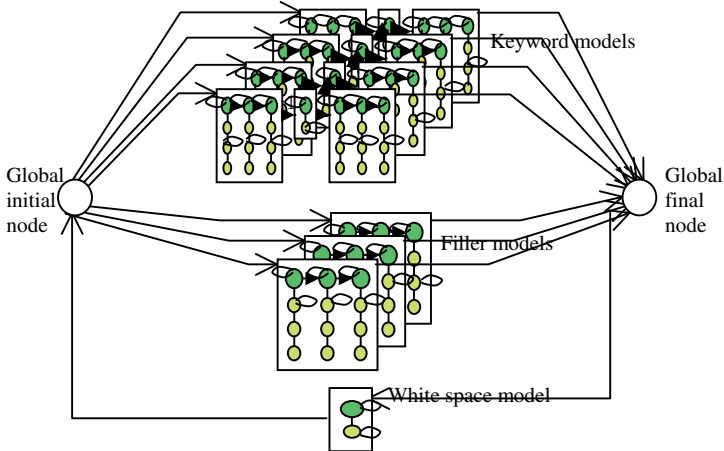 Keyword models
Global
initial
node
Global
final
node
Filler models
White space model